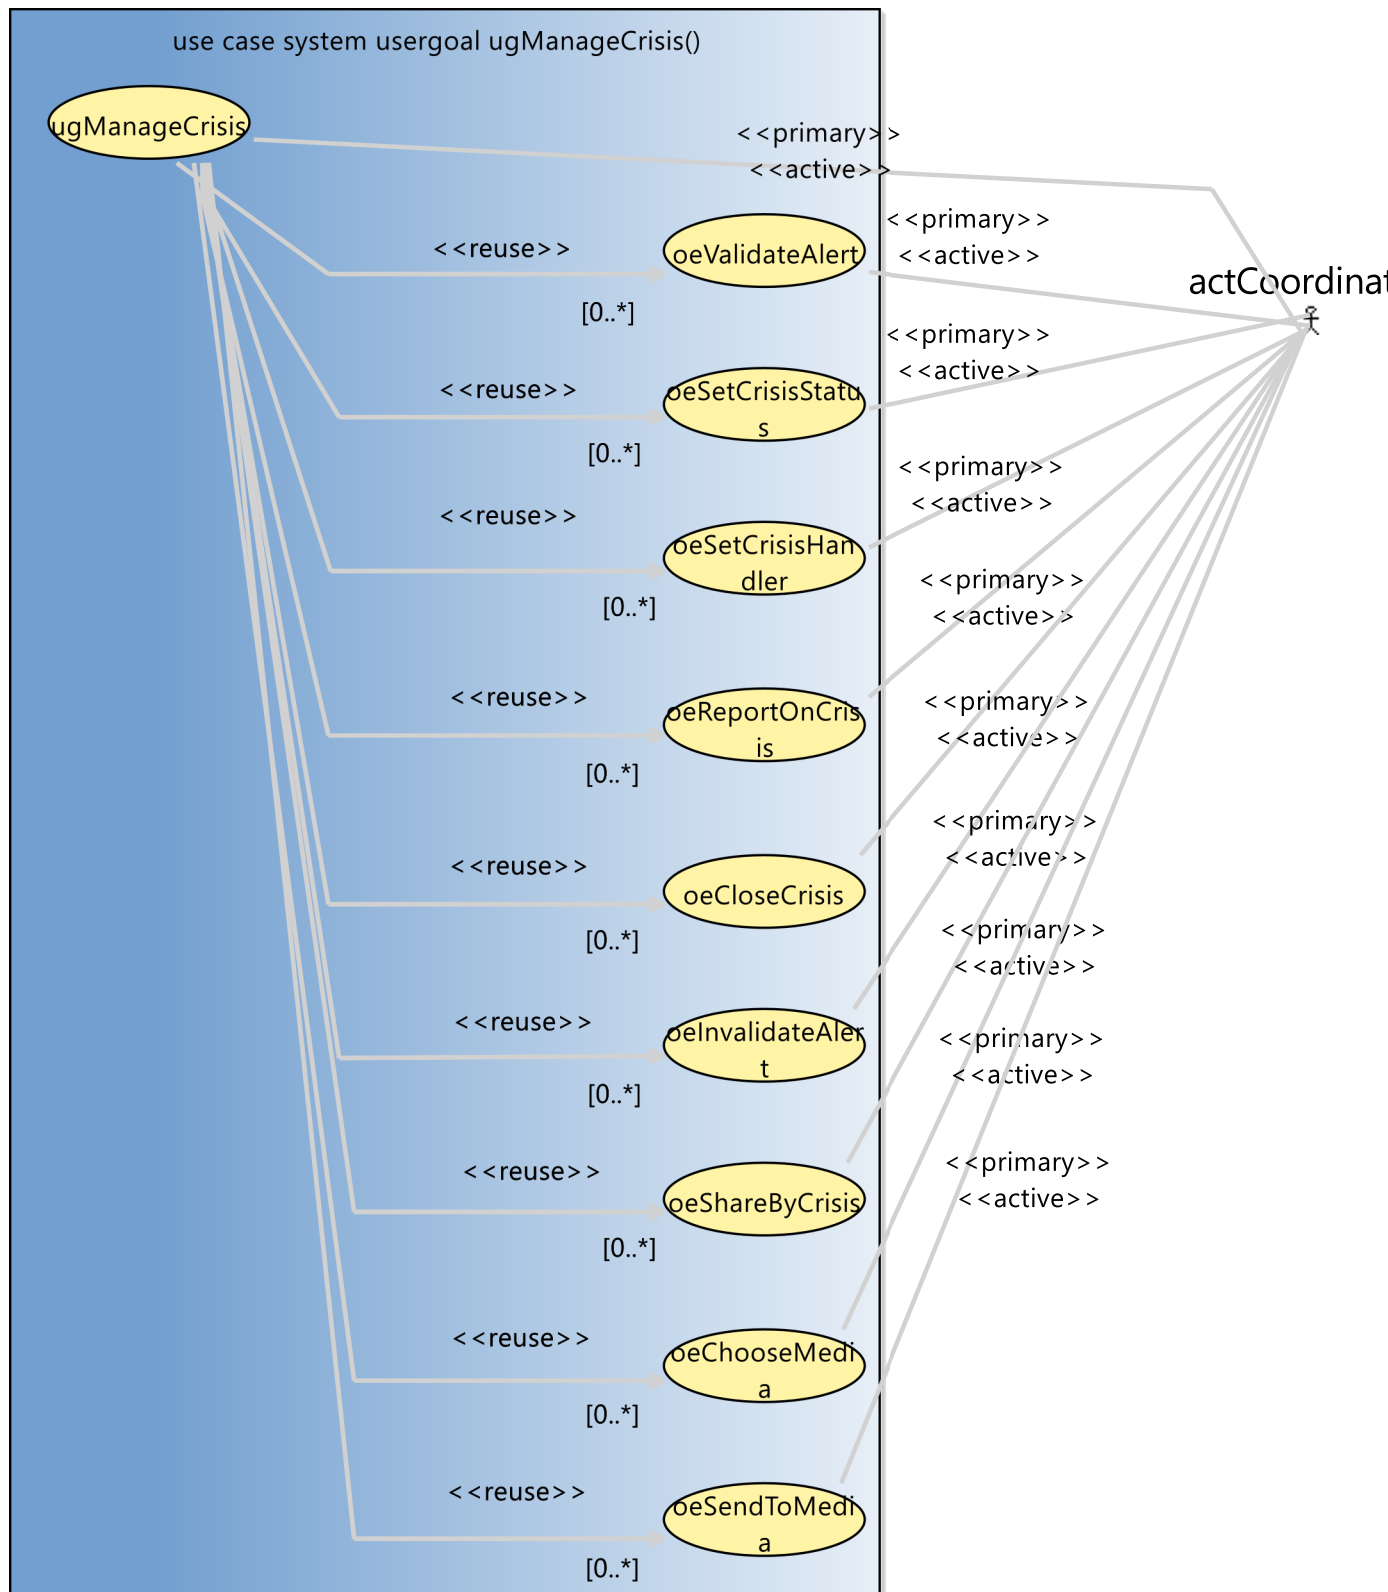 use case system usergoal ugManageCrisis()
ugManageCrisis
<<primary>>
<<active>>
<<reuse>>
[0..*]
oeValidateAlert
<<primary>>
<<active>>
actCoordinat
<<reuse>>
[0..*]
oeSetCrisisStatu
s
<<primary>>
<<active>>
<<reuse>>
[0..*]
oeSetCrisisHan
dler
<<primary>>
<<active>>
<<reuse>>
[0..*]
oeReportOnCris
is
<<primary>>
<<active>>
<<reuse>>
[0..*]
oeCloseCrisis
<<primary>>
<<active>>
<<reuse>>
[0..*]
oeInvalidateAler
t
<<primary>>
<<active>>
<<reuse>>
[0..*]
oeShareByCrisis
<<primary>>
<<active>>
<<reuse>>
[0..*]
oeChooseMedi
a
<<primary>>
<<active>>
<<reuse>>
[0..*]
oeSendToMedi
a
<<primary>>
<<active>>